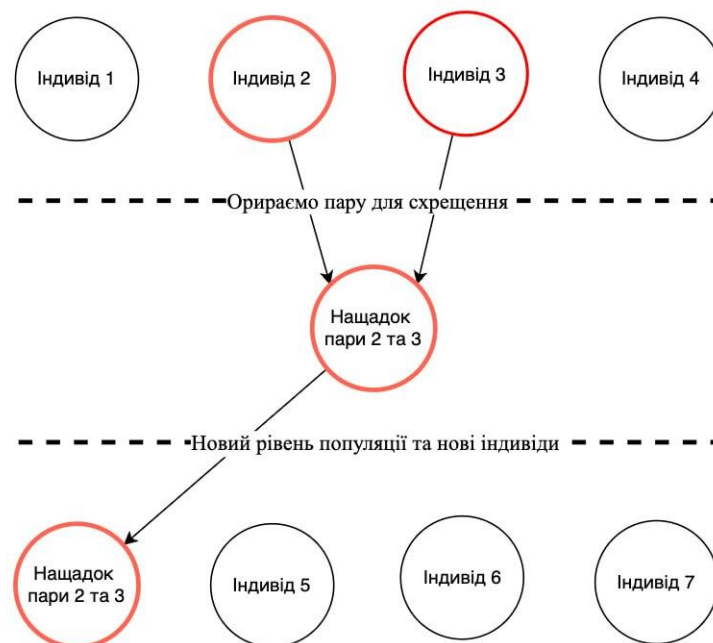 Індивід 1
Індивід 2
Індивід 3
Індивід 4
Орираємо пару для схрещення
Нащадок
пари 2 та 3
Новий рівень популяції та нові індивіди
Нащадок
пари 2 та 3
Індивід 5
Індивід 6
Індивід 7